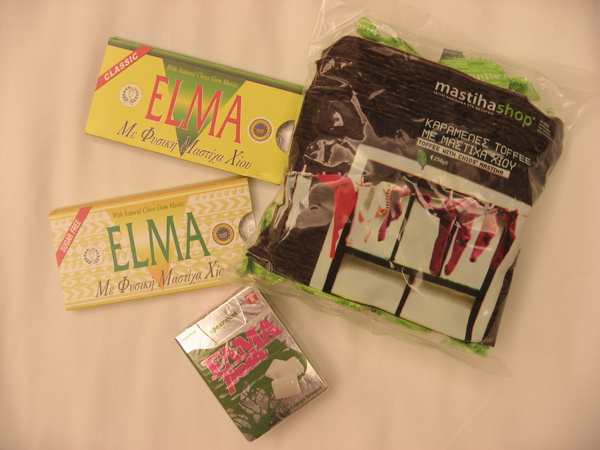 CLASSIC
With Natural Chios Gum Mastic
ELMA
Με Φυσική Μαστίχα Χίου
SUGAR FREE
With Natural Chios Gum Mastic
ELMA
Με Φυσική Μαστίχα Χίου
mastihashop
ΚΑΡΑΜΕΛΕΣ TOFFEE
ΜΕ ΜΑΣΤΙΧΑ ΧΙΟΥ
TOFFEE WITH CHIOS MASTIHA
spearmint
ELMA